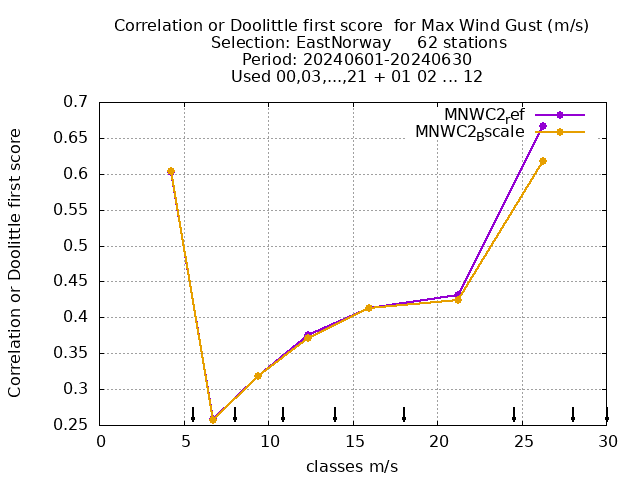 Correlation or Doolittle first score  for Max Wind Gust (m/s)
Selection: EastNorway     62 stations
Period: 20240601-20240630
Used 00,03,...,21 + 01 02 ... 12
MNWC2ref
MNWC2Bscale
Correlation or Doolittle first score
0.7
0.65
0.6
0.55
0.5
0.45
0.4
0.35
0.3
0.25
0 5 10 15 20 25 30
classes m/s